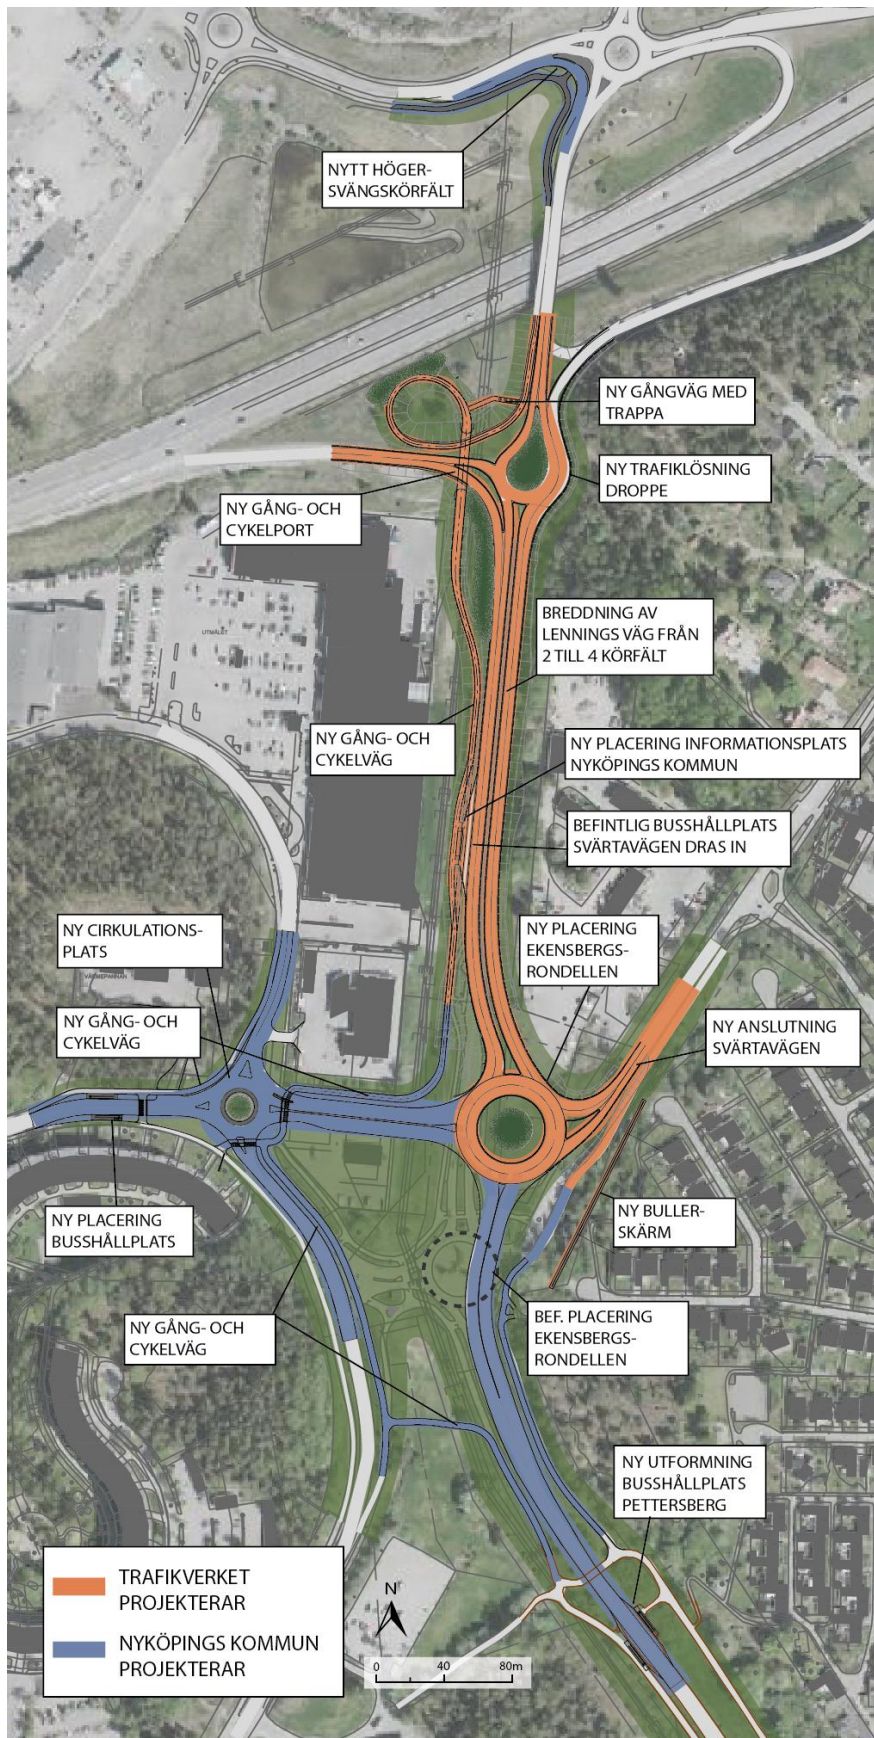 NYTT HÖGER-
SVÄNGSKÖRFÄLT
NY GÅNGVÄG MED
TRAPPA
NY TRAFIKLÖSNING
DROPPE
NY GÅNG- OCH
CYKELPORT
BREDDNING AV
LENNINGS VÄG FRÅN
2 TILL 4 KÖRFÄLT
UTMÅLET
NY GÅNG- OCH
CYKELVÄG
NY PLACERING INFORMATIONSPLATS
NYKÖPINGS KOMMUN
BEFINTLIG BUSSHÅLLPLATS
SVÄRTAVÄGEN DRAS IN
NY CIRKULATIONS-
PLATS
NY PLACERING
EKENSBERGS-
RONDELLEN
VÄRMEPANNAN
NY GÅNG- OCH
CYKELVÄG
NY ANSLUTNING
SVÄRTAVÄGEN
NY PLACERING
BUSSHÅLLPLATS
NY BULLER-
SKÄRM
NY GÅNG- OCH
CYKELVÄG
BEF. PLACERING
EKENSBERGS-
RONDELLEN
NY UTFORMNING
BUSSHÅLLPLATS
PETTERSBERG
TRAFIKVERKET
PROJEKTERAR
NYKÖPINGS KOMMUN
PROJEKTERAR
N
0 40 80m